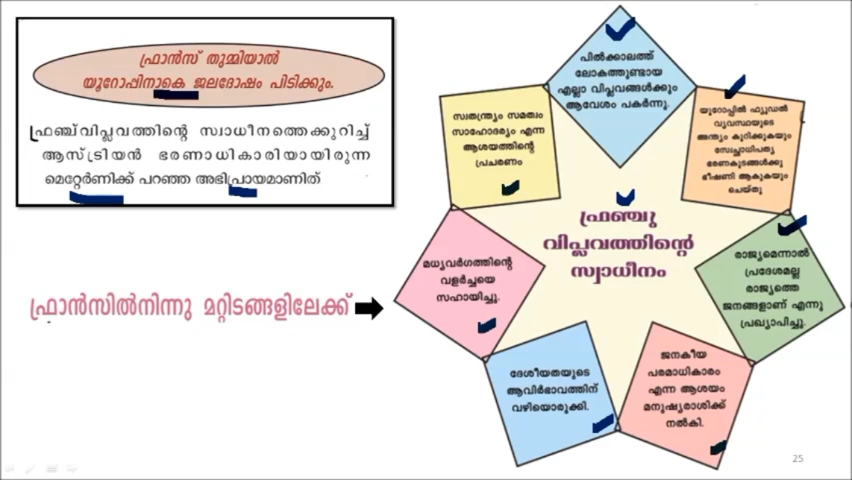 ഫ്രാൻസ് തുമ്മിയാൽ
യൂറോപ്പിനാകെ ജലദോഷം പിടിക്കും.
ഫ്രഞ്ച്‌വിപ്ലവത്തിന്റെ സ്വാധീനത്തെക്കുറിച്ച്
ആസ്ട്രിയൻ ഭരണാധികാരിയായിരുന്ന
മെറ്റേർണിക്ക് പറഞ്ഞ അഭിപ്രായമാണിത്
ഫ്രാൻസിൽനിന്നു മറ്റിടങ്ങളിലേക്ക്
ഫ്രഞ്ചു
വിപ്ലവത്തിന്റെ
സ്വാധീനം
പിൽക്കാലത്ത്
ലോകത്തുണ്ടായ
എല്ലാ വിപ്ലവങ്ങൾക്കും
ആവേശം പകർന്നു.
യൂറോപ്പിൽ ഫ്യൂഡൽ
വ്യവസ്ഥയുടെ
അന്ത്യം കുറിക്കുകയും
സ്വേച്ഛാധിപത്യ
ഭരണകൂടങ്ങൾക്കു
ഭീഷണി ആകുകയും
ചെയ്തു
രാജ്യമെന്നാൽ
പ്രദേശമല്ല
രാജ്യത്തെ
ജനങ്ങളാണ് എന്നു
പ്രഖ്യാപിച്ചു.
ജനകീയ
പരമാധികാരം
എന്ന ആശയം
മനുഷ്യരാശിക്ക്
നൽകി.
ദേശീയതയുടെ
ആവിർഭാവത്തിന്
വഴിയൊരുക്കി.
മധ്യവർഗത്തിന്റെ
വളർച്ചയെ
സഹായിച്ചു.
സ്വതന്ത്ര്യം സമത്വം
സാഹോദര്യം എന്ന
ആശയത്തിന്റെ
പ്രചരണം
25